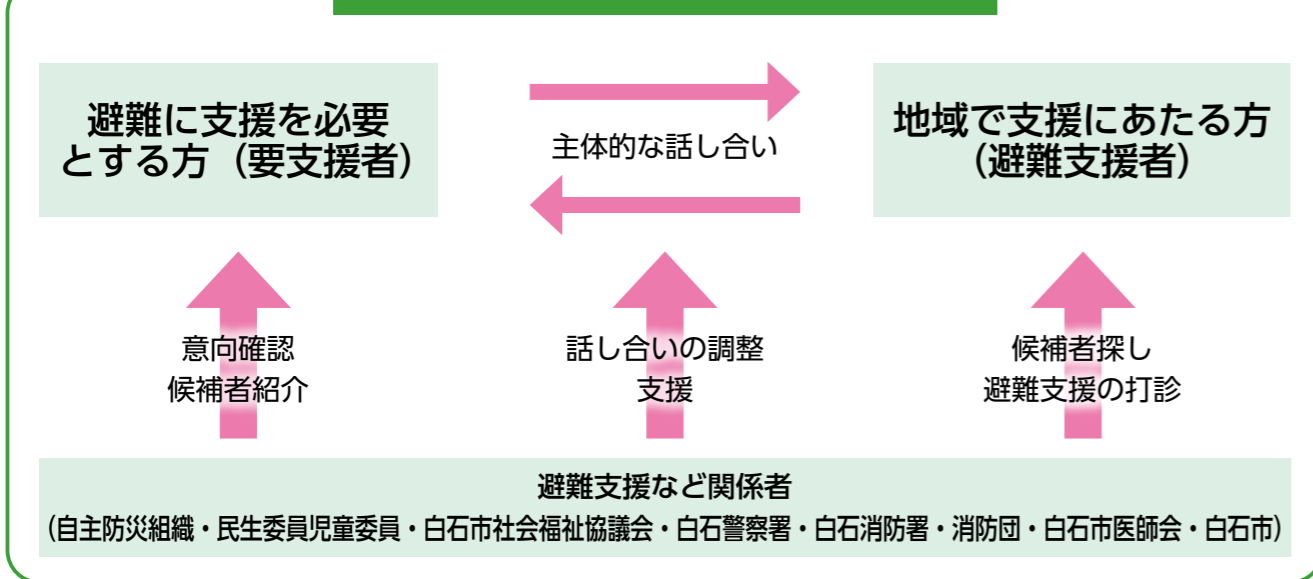 避難に支援を必要
とする方（要支援者）
主体的な話し合い
地域で支援にあたる方
（避難支援者）
意向確認
候補者紹介
話し合いの調整
支援
候補者探し
避難支援の打診
避難支援など関係者
（自主防災組織・民生委員児童委員・白石市社会福祉協議会・白石警察署・白石消防署・消防団・白石市医師会・白石市）